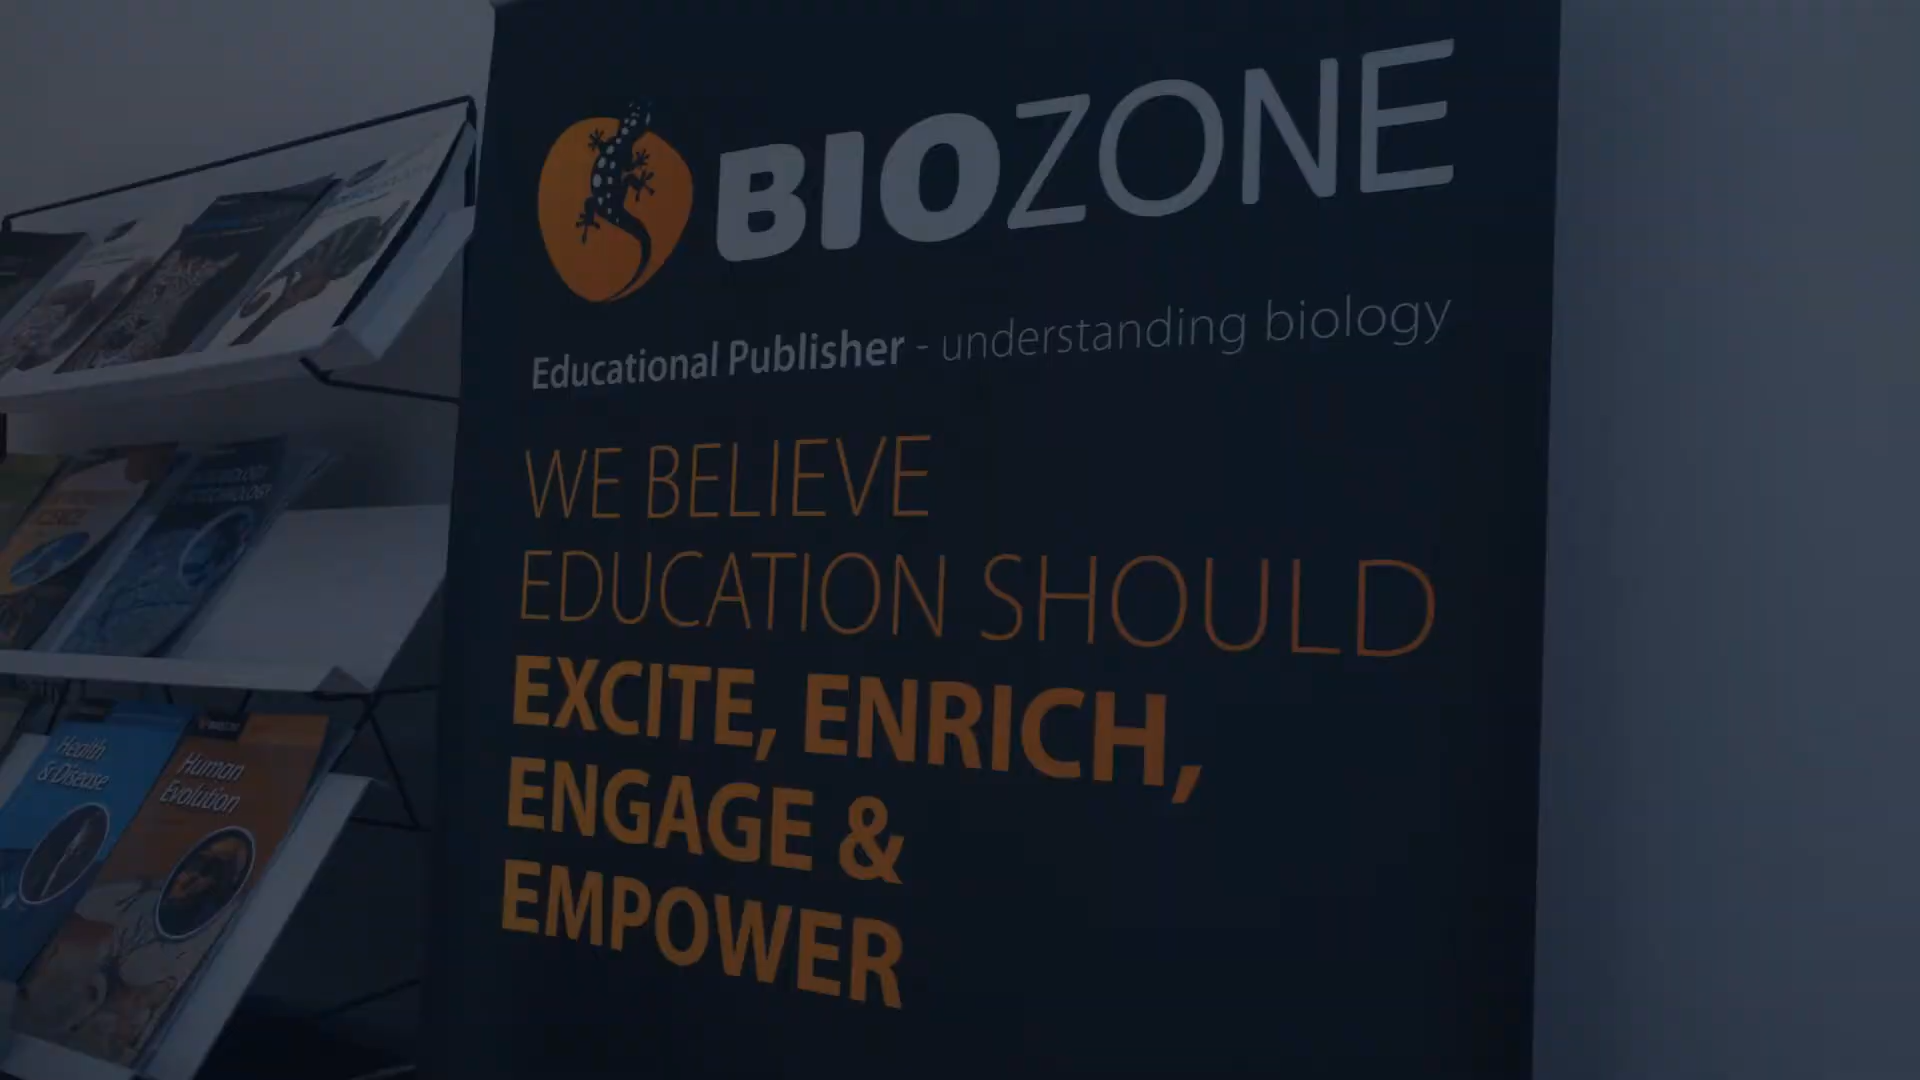 BIOZONE
Educational Publisher - understanding biology
WE BELIEVE
EDUCATION SHOULD
EXCITE, ENRICH,
ENGAGE &
EMPOWER
Health
& Disease
Human
Evolution